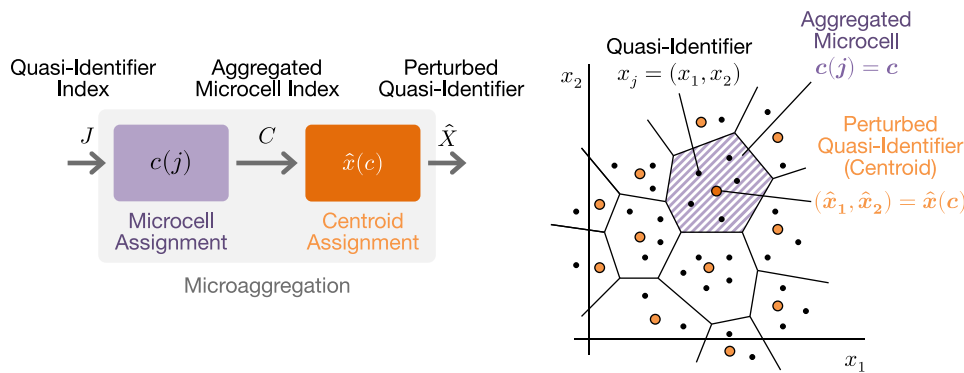 Quasi-Identifier
Index
Aggregated
Microcell Index
Perturbed
Quasi-Identifier
J
c(j)
C
x̂(c)
X̂
Microcell
Assignment
Centroid
Assignment
Microaggregation
Quasi-Identifier
x_j = (x_1, x_2)
x_2
Aggregated
Microcell
c(j) = c
Perturbed
Quasi-Identifier
(Centroid)
(x̂_1, x̂_2) = x̂(c)
x_1